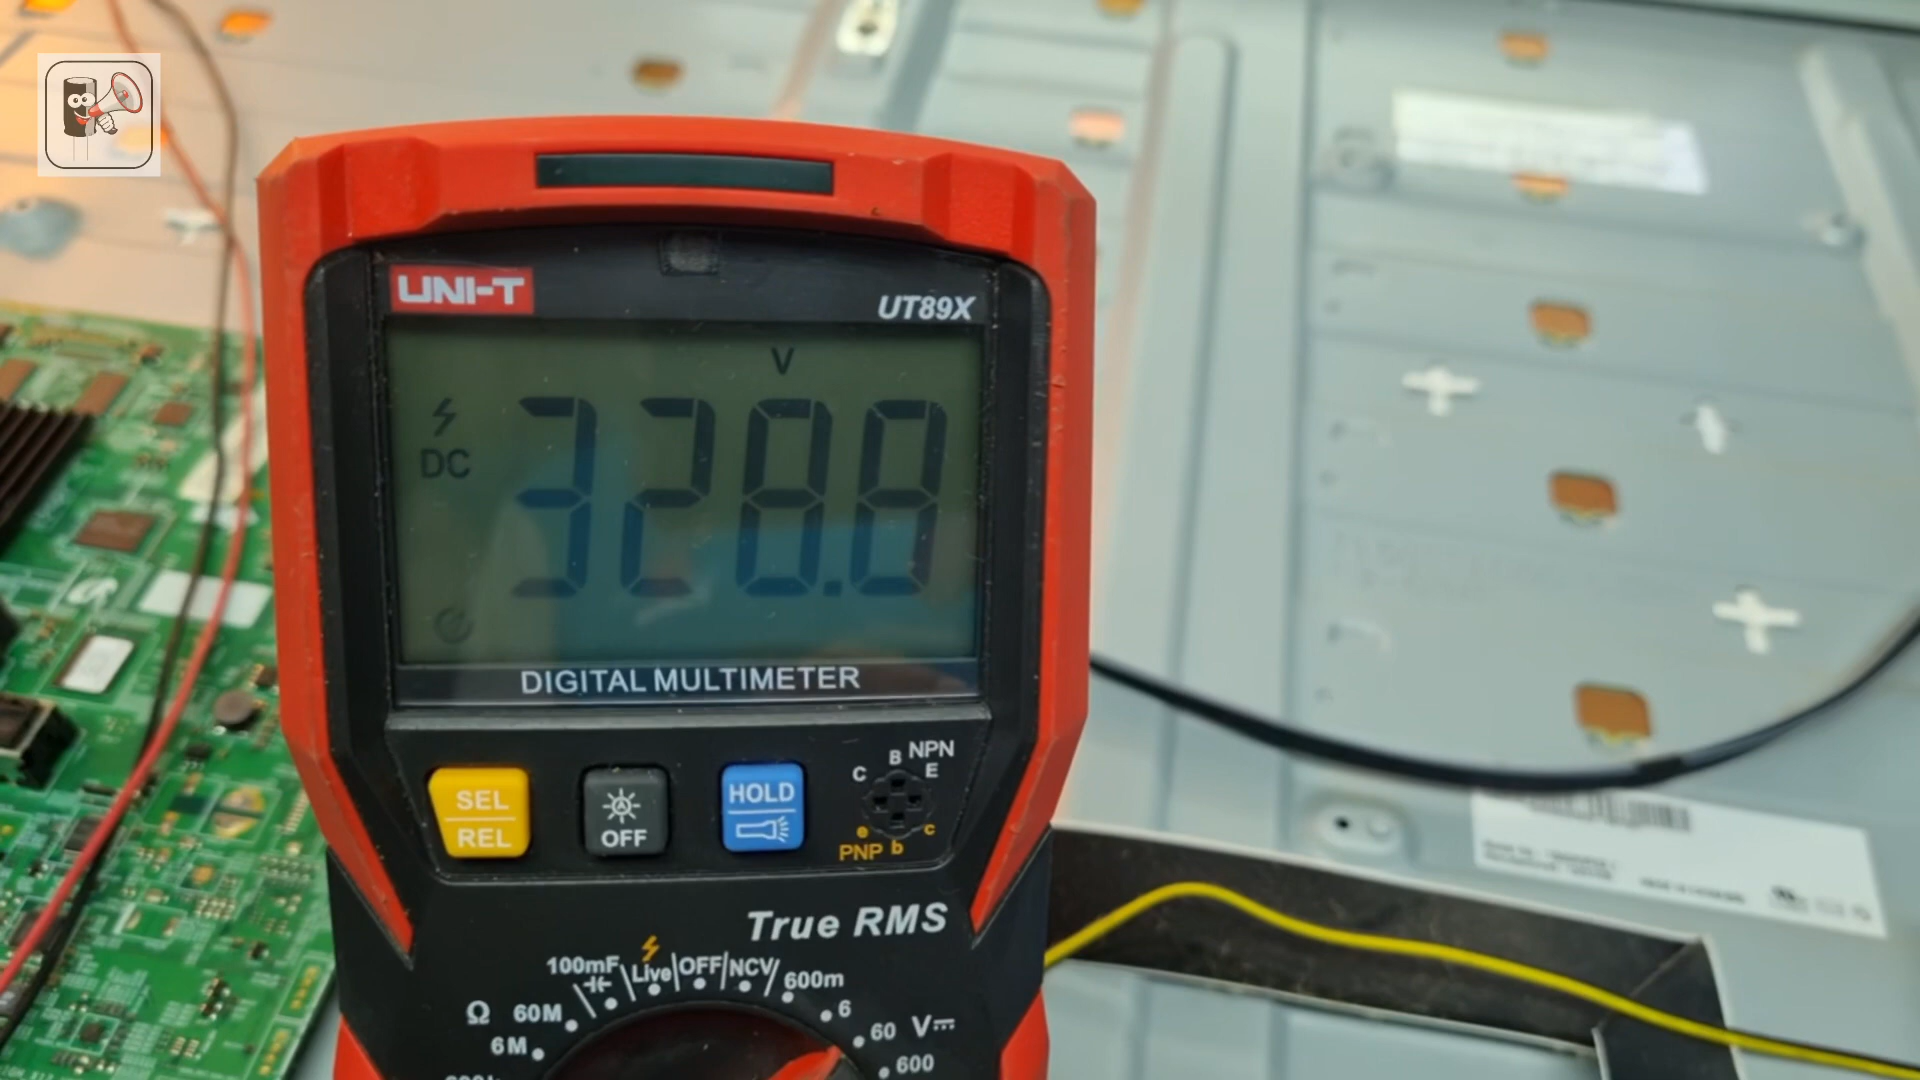 UNI-T
UT89X
V
DC
328.8
DIGITAL MULTIMETER
SEL
REL
OFF
HOLD
NPN
B
C
E
e
c
PNP b
True RMS
100mF
Live
OFF
NCV
600m
Ω 60M
6
6M
60 V
600